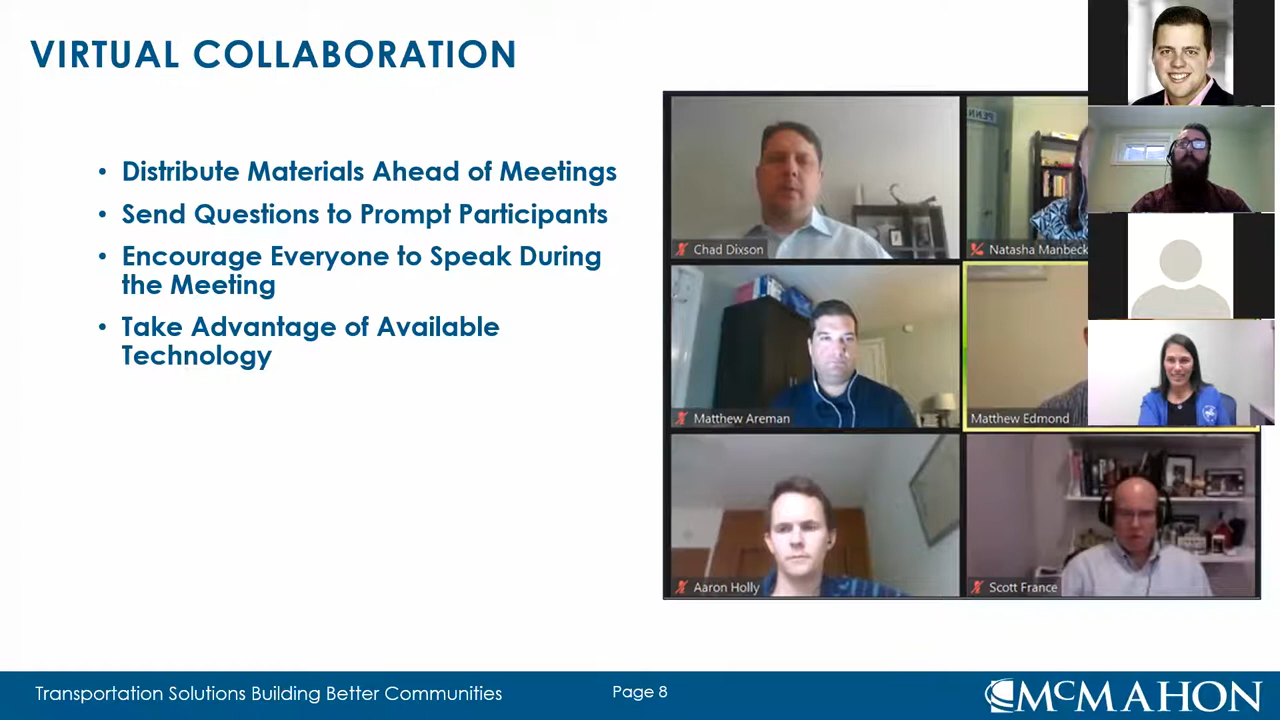 VIRTUAL COLLABORATION
• Distribute Materials Ahead of Meetings
• Send Questions to Prompt Participants
• Encourage Everyone to Speak During
the Meeting
• Take Advantage of Available
Technology
Chad Dixson
PENN
Natasha Manbeck
Matthew Areman
Matthew Edmond
Aaron Holly
Scott France
Transportation Solutions Building Better Communities
Page 8
McMAHON